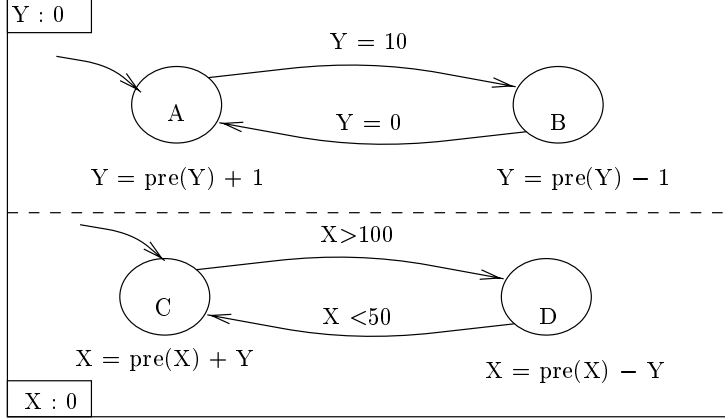 Y : 0
Y = 10
A
B
Y = 0
Y = pre(Y) + 1
Y = pre(Y) − 1
X>100
C
D
X <50
X = pre(X) + Y
X = pre(X) − Y
X : 0